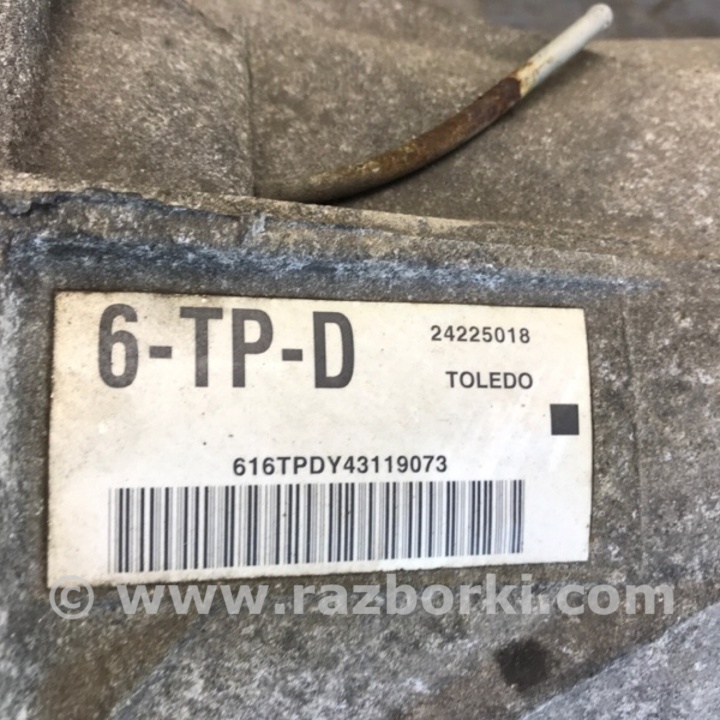 6-TP-D
24225018
TOLEDO
616TPDY43119073
© www.razborki.com